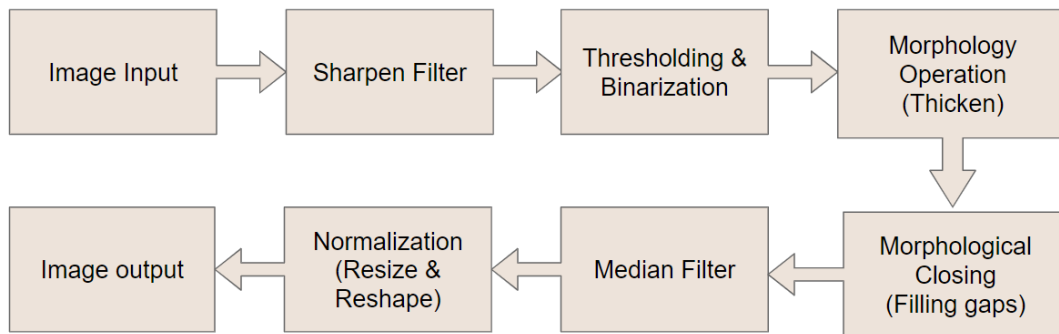 Image Input
Sharpen Filter
Thresholding &
Binarization
Morphology
Operation
(Thicken)
Morphological
Closing
(Filling gaps)
Median Filter
Normalization
(Resize &
Reshape)
Image output